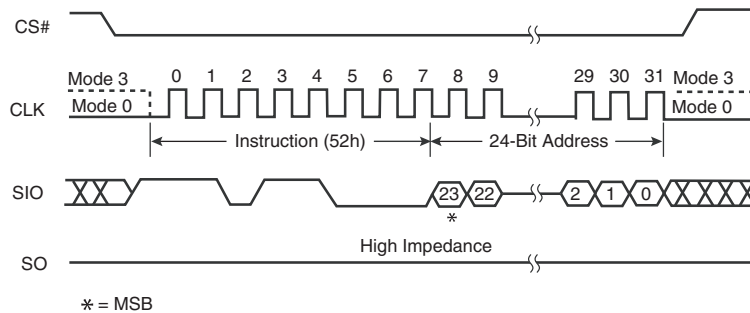 CS#
Mode 3 0 1 2 3 4 5 6 7 8 9 29 30 31 Mode 3
CLK Mode 0 Mode 0
Instruction (52h) 24-Bit Address
SIO 23 22 2 1 0
*
High Impedance
SO
* = MSB